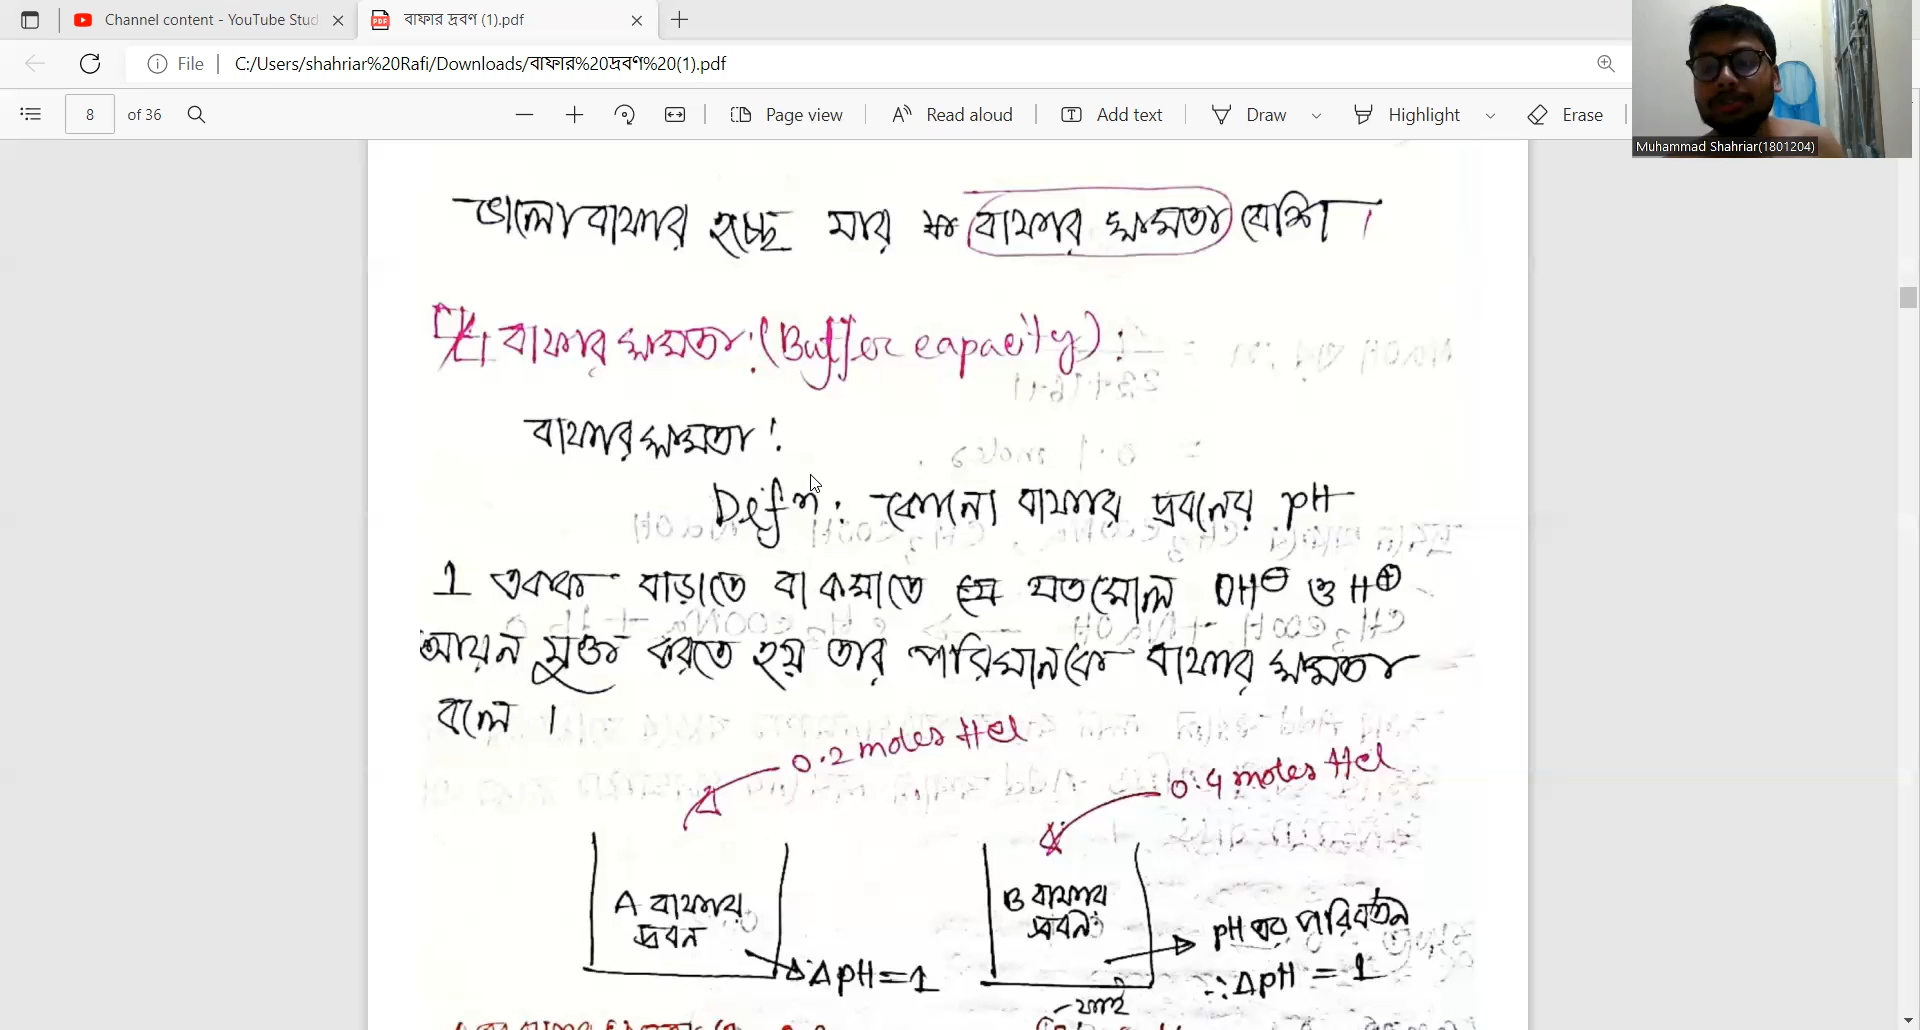 Channel content - YouTube Stud
বাফার দ্রবণ (1).pdf
File
C:/Users/shahriar%20Rafi/Downloads/বাফার%20দ্রবণ%20(1).pdf
8 of 36
Page view
Read aloud
Add text
Draw
Highlight
Erase
Muhammad Shahriar(1801204)
ভালো বাফার হচ্ছে যার বাফার ক্ষমতা বেশি।
বাফার ক্ষমতা: (Buffer capacity):
বাফার ক্ষমতা:
Defn: কোনো বাফার দ্রবনের pH
1 একক বাড়াতে বা কমাতে যতমোল OH⊖ ও H⊕
আয়ন যুক্ত করতে হয় তার পরিমানকে বাফার ক্ষমতা
বলে।
0.2 moles HCl
0.4 moles HCl
A বাফার
দ্রবন
ΔpH = 1
B বাফার
দ্রবন
pH এর পরিবর্তন
∴ ΔpH = 1